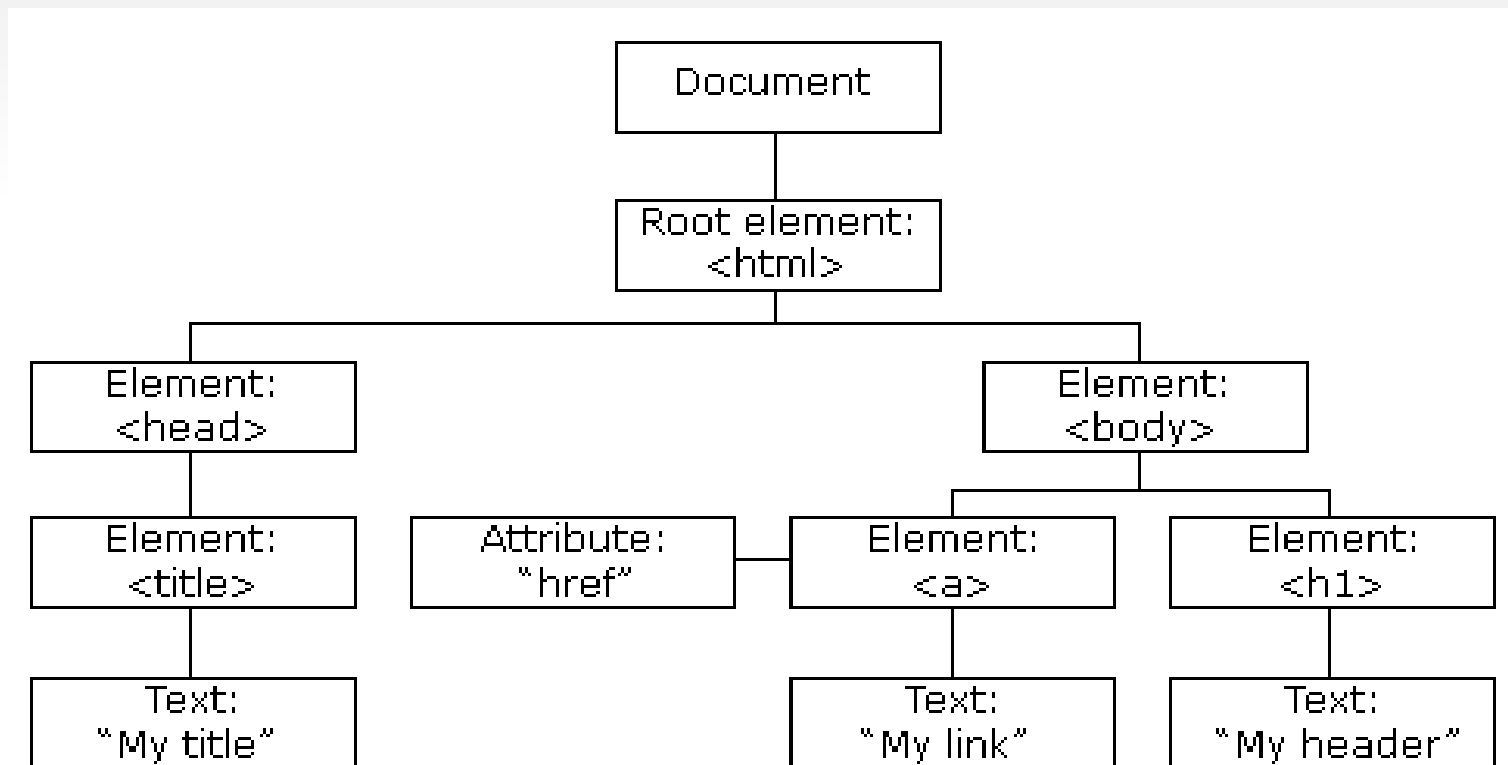 Document
Root element:
<html>
Element:
<head>
Element:
<body>
Element:
<title>
Attribute:
“href”
Element:
<a>
Element:
<h1>
Text:
“My title”
Text:
“My link”
Text:
“My header”